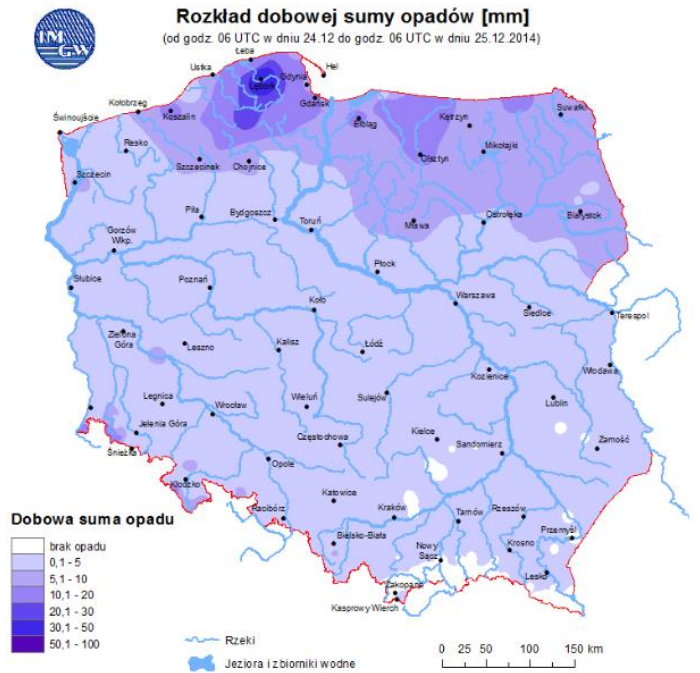 Rozkład dobowej sumy opadów [mm]
(od godz. 06 UTC w dniu 24.12 do godz. 06 UTC w dniu 25.12.2014)
IM
GW
Łeba
Hel
Ustka
Gdynia
Lębork
Gdańsk
Kołobrzeg
Koszalin
Świnoujście
Elbląg
Kętrzyn
Suwałki
Resko
Mikołajki
Szczecinek
Chojnice
Olsztyn
Szczecin
Piła
Bydgoszcz
Toruń
Mława
Ostrołęka
Białystok
Gorzów
Wlkp.
Płock
Słubice
Poznań
Koło
Warszawa
Siedlce
Terespol
Zielona
Góra
Leszno
Kalisz
Łódź
Kozienice
Włodawa
Legnica
Wrocław
Wieluń
Sulejów
Lublin
Jelenia Góra
Częstochowa
Kielce
Sandomierz
Zamość
Śnieżka
Opole
Kłodzko
Katowice
Racibórz
Kraków
Tarnów
Rzeszów
Przemyśl
Bielsko-Biała
Nowy
Sącz
Krosno
Lesko
Zakopane
Kasprowy Wierch
Dobowa suma opadu
brak opadu
0,1 - 5
5,1 - 10
10,1 - 20
20,1 - 30
30,1 - 50
50,1 - 100
Rzeki
Jeziora i zbiorniki wodne
0 25 50 100 150 km